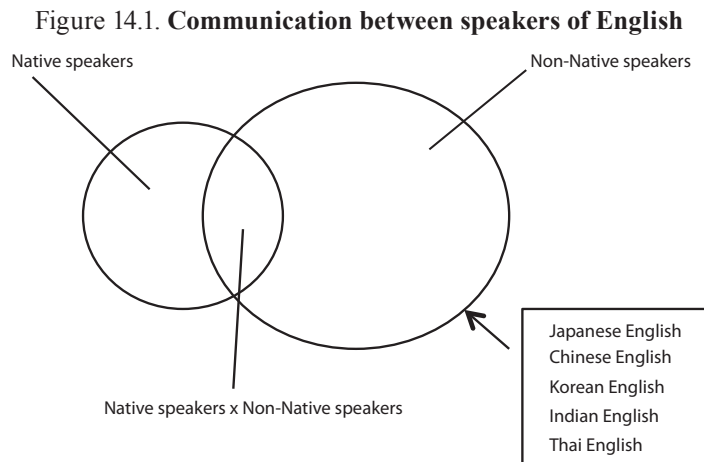 Figure 14.1. Communication between speakers of English
Native speakers
Non-Native speakers
Native speakers x Non-Native speakers
Japanese English
Chinese English
Korean English
Indian English
Thai English